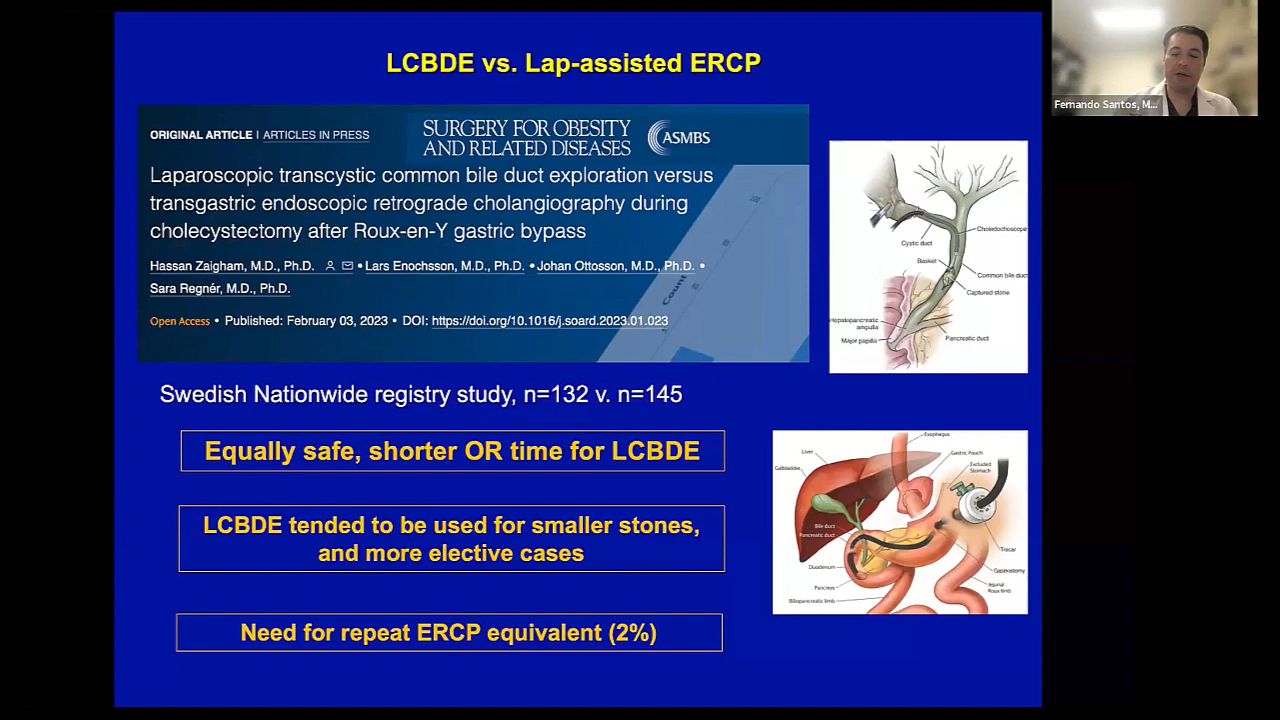 LCBDE vs. Lap-assisted ERCP
ORIGINAL ARTICLE | ARTICLES IN PRESS
SURGERY FOR OBESITY
AND RELATED DISEASES
ASMBS
Laparoscopic transcystic common bile duct exploration versus
transgastric endoscopic retrograde cholangiography during
cholecystectomy after Roux-en-Y gastric bypass
Hassan Zaigham, M.D., Ph.D. • Lars Enochsson, M.D., Ph.D. • Johan Ottosson, M.D., Ph.D. •
Sara Regnér, M.D., Ph.D.
Open Access • Published: February 03, 2023 • DOI: https://doi.org/10.1016/j.soard.2023.01.023
Count
Swedish Nationwide registry study, n=132 v. n=145
Equally safe, shorter OR time for LCBDE
LCBDE tended to be used for smaller stones,
and more elective cases
Need for repeat ERCP equivalent (2%)
Fernando Santos, M...
Cystic duct
Choledochoscope
Basket
Common bile duct
Captured stone
Hepatopancreatic
ampulla
Major papilla
Pancreatic duct
Esophagus
Liver
Gastric Pouch
Gallbladder
Excluded
Stomach
Bile duct
Pancreatic duct
Trocar
Duodenum
Gastrostomy
Pancreas
Jejunal
Roux limb
Biliopancreatic limb